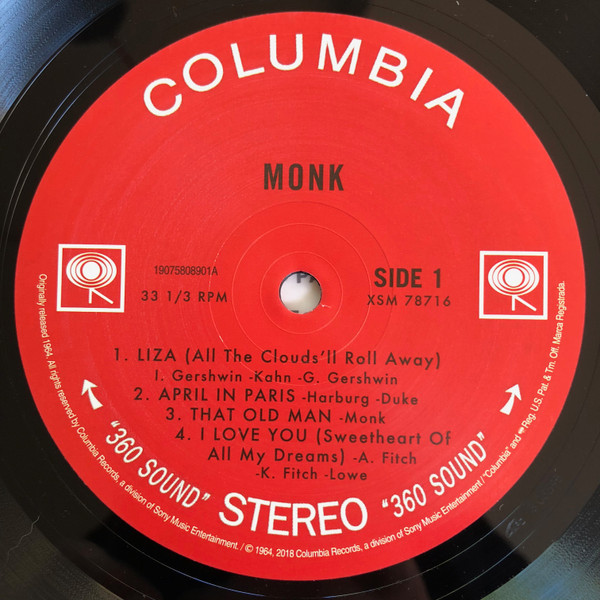 COLUMBIA
MONK
19075808901A
33 1/3 RPM
SIDE 1
XSM 78716
1. LIZA (All The Clouds'll Roll Away)
I. Gershwin -Kahn -G. Gershwin
2. APRIL IN PARIS -Harburg -Duke
3. THAT OLD MAN -Monk
4. I LOVE YOU (Sweetheart Of
All My Dreams) -A. Fitch
-K. Fitch -Lowe
"360 SOUND" STEREO "360 SOUND"
Originally released 1964. All rights reserved by Columbia Records, a division of Sony Music Entertainment. / © 1964, 2018 Columbia Records, a division of Sony Music Entertainment / "Columbia" and Reg. U.S. Pat. & Tm. Off. Marca Registrada.